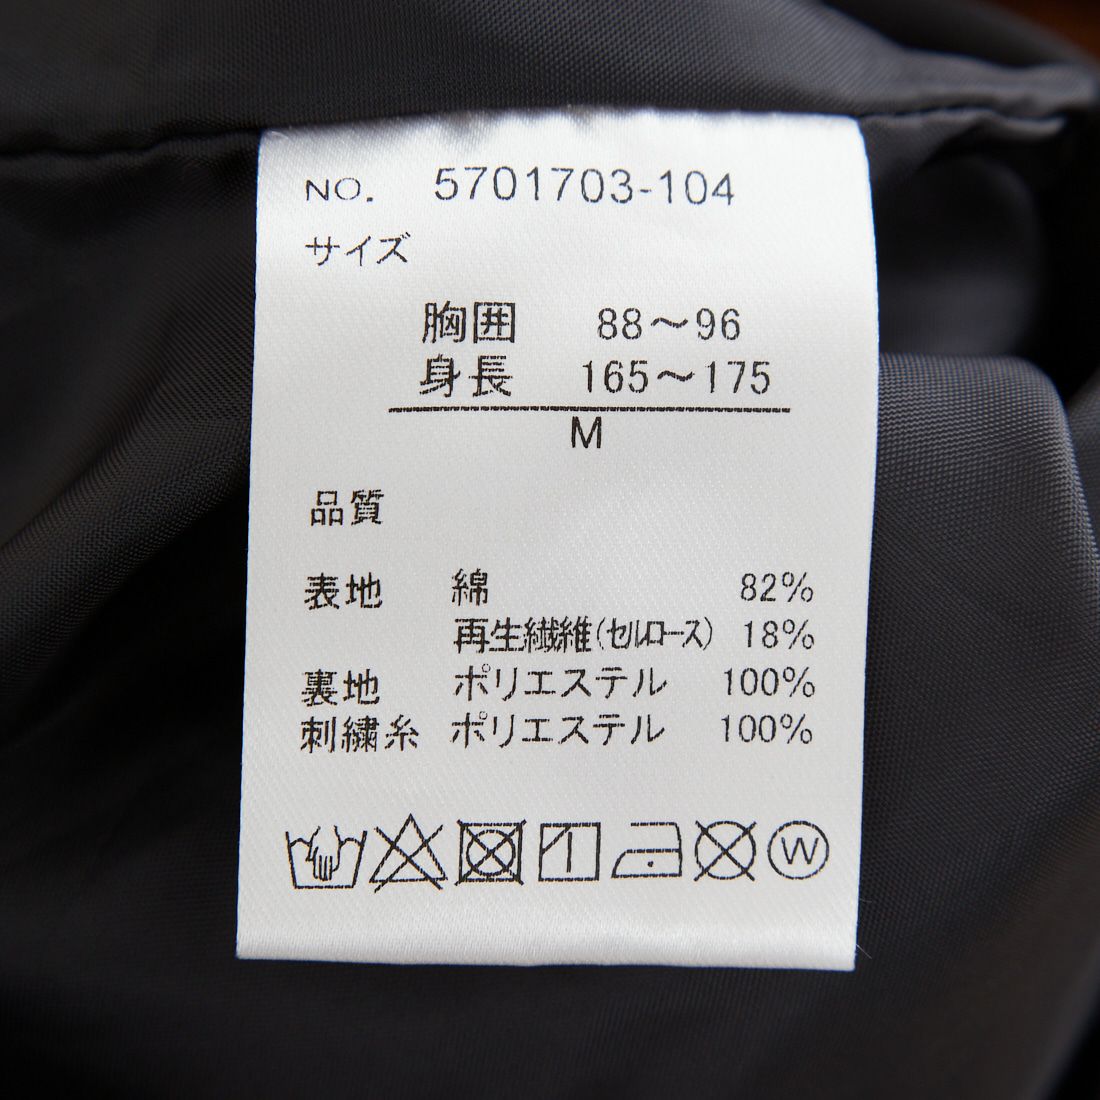 NO. 5701703-104
サイズ
胸囲 88～96
身長 165～175
M
品質
表地 綿 82%
再生繊維(セルロース) 18%
裏地 ポリエステル 100%
刺繍糸 ポリエステル 100%
W